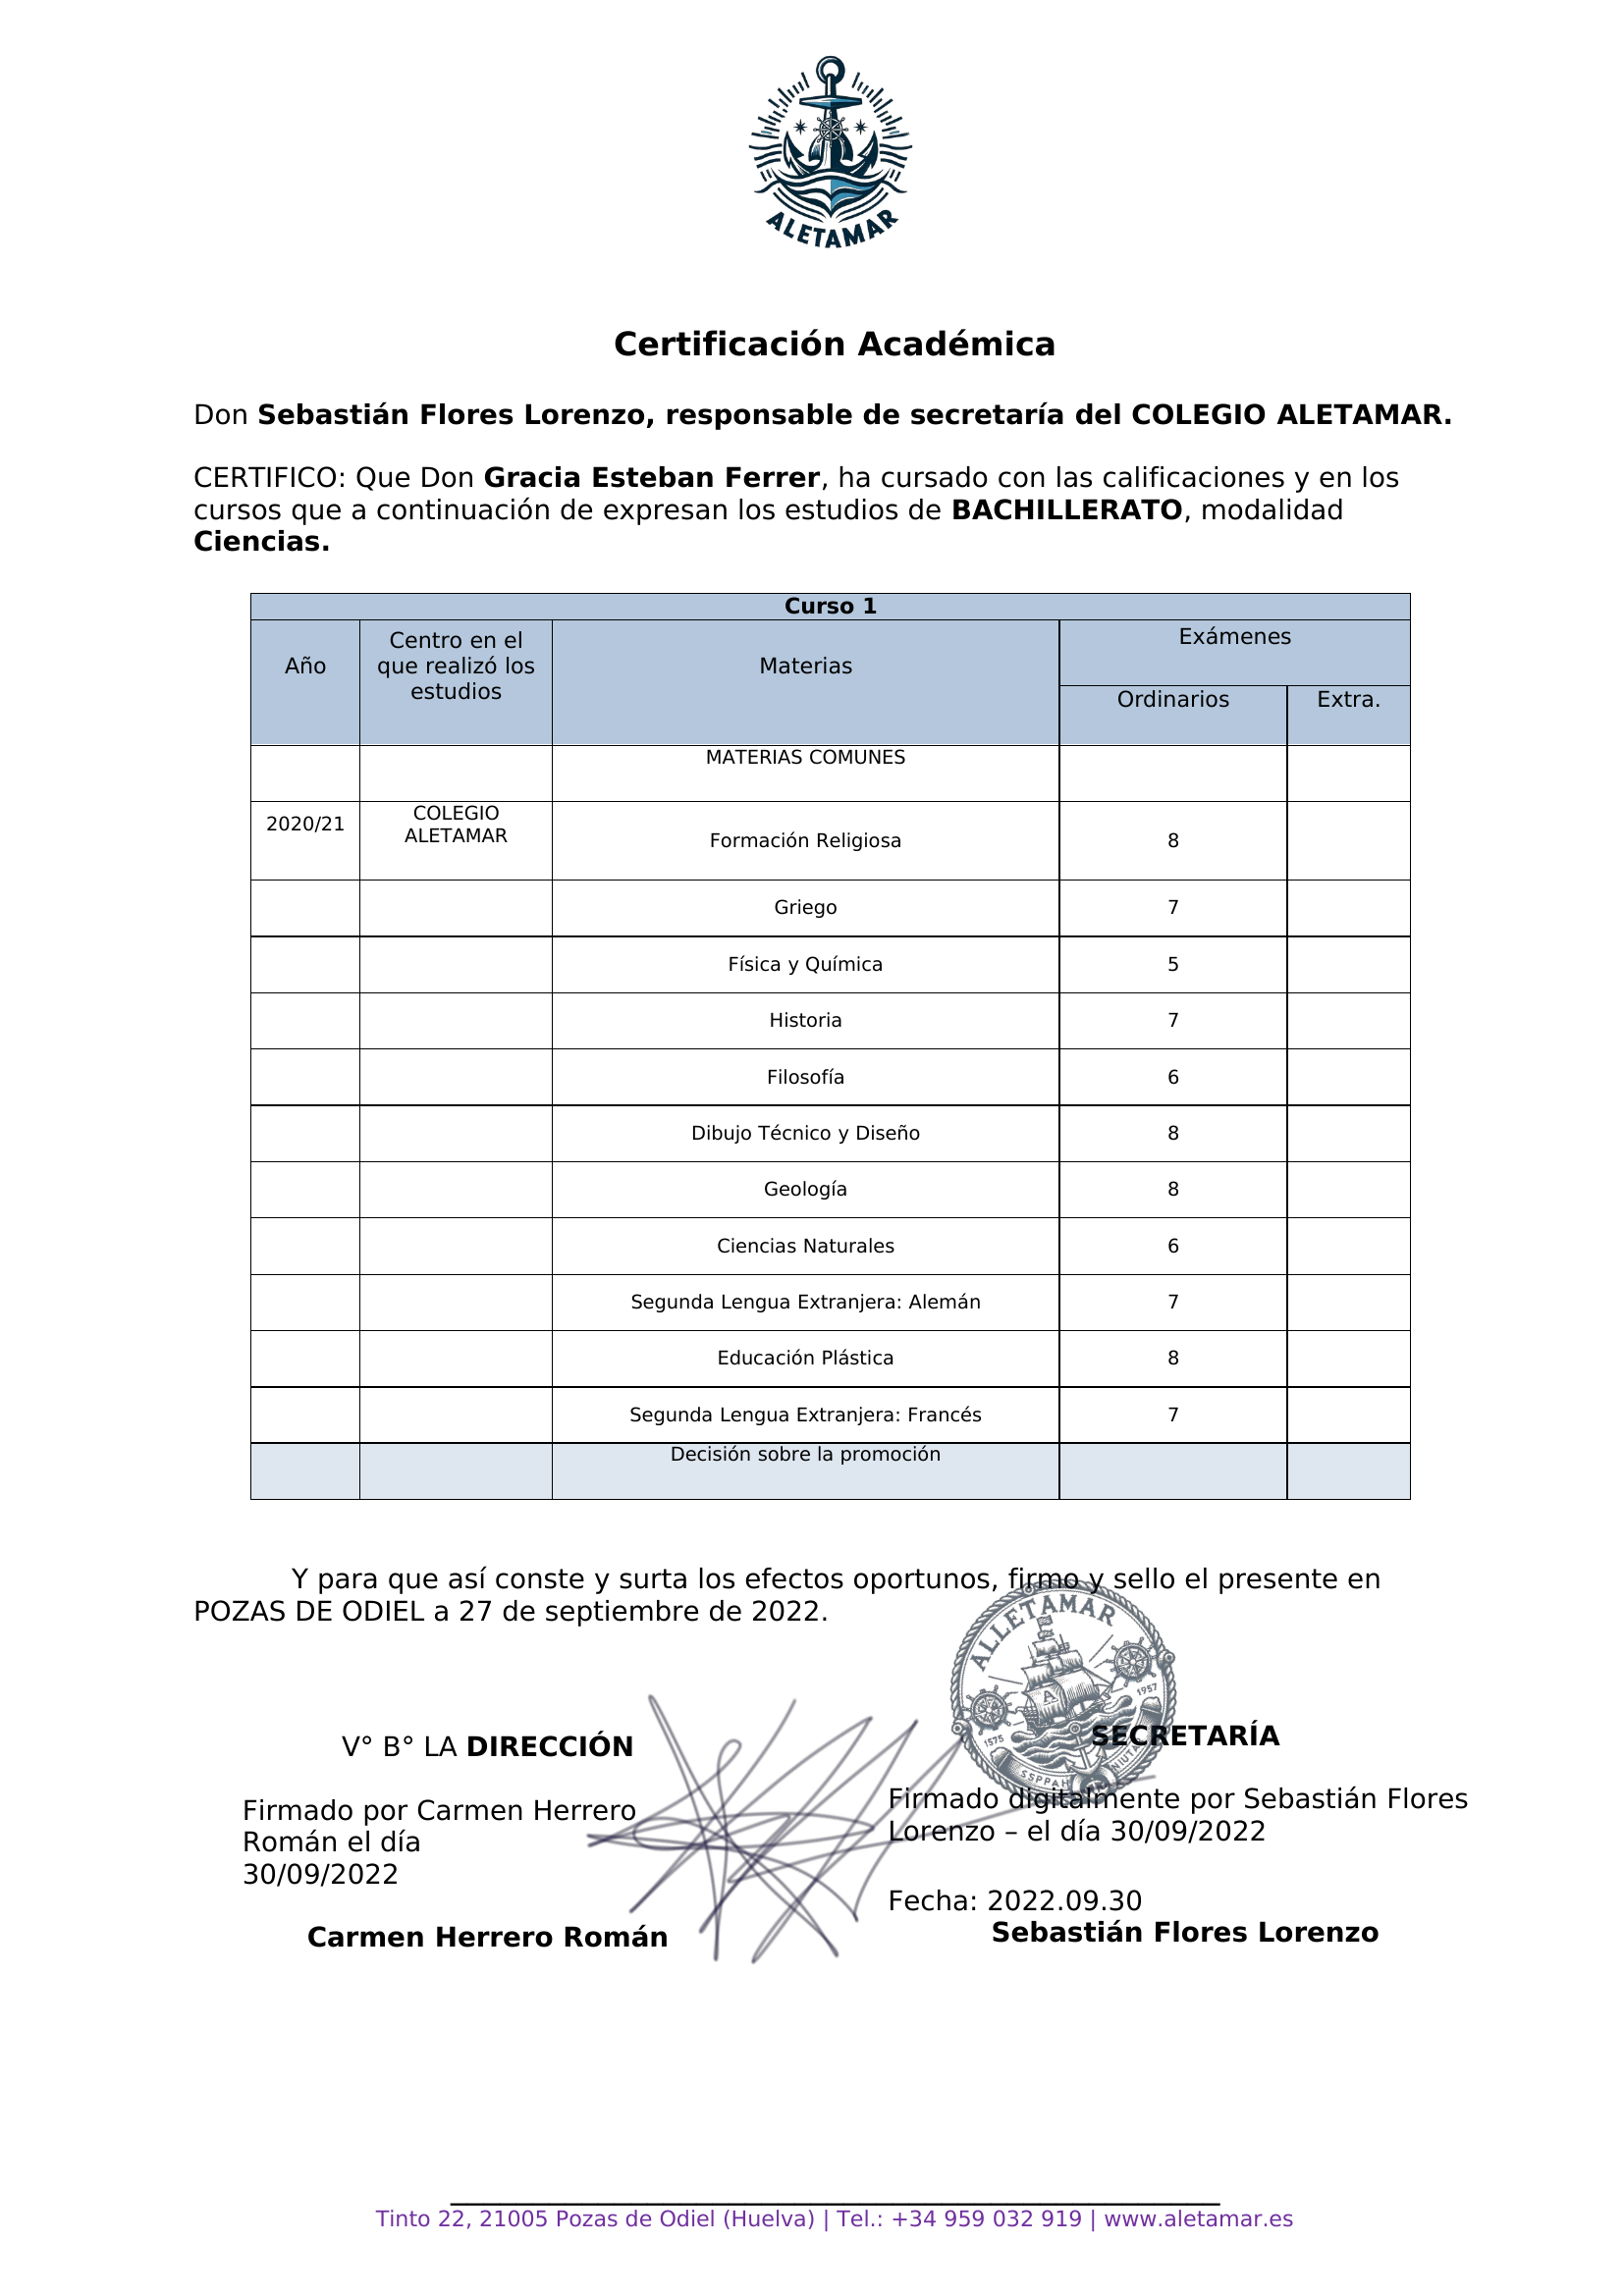 ALETAMAR
Certificación Académica
Don Sebastián Flores Lorenzo, responsable de secretaría del COLEGIO ALETAMAR.
CERTIFICO: Que Don Gracia Esteban Ferrer, ha cursado con las calificaciones y en los
cursos que a continuación de expresan los estudios de BACHILLERATO, modalidad
Ciencias.
Curso 1
Año
Centro en el
que realizó los
estudios
Materias
Exámenes
Ordinarios
Extra.
MATERIAS COMUNES
2020/21
COLEGIO
ALETAMAR
Formación Religiosa
8
Griego
7
Física y Química
5
Historia
7
Filosofía
6
Dibujo Técnico y Diseño
8
Geología
8
Ciencias Naturales
6
Segunda Lengua Extranjera: Alemán
7
Educación Plástica
8
Segunda Lengua Extranjera: Francés
7
Decisión sobre la promoción
Y para que así conste y surta los efectos oportunos, firmo y sello el presente en
POZAS DE ODIEL a 27 de septiembre de 2022.
ALLETAMAR
A
1957
1575
V° B° LA DIRECCIÓN
Firmado por Carmen Herrero
Román el día
30/09/2022
Carmen Herrero Román
SECRETARÍA
Firmado digitalmente por Sebastián Flores
Lorenzo – el día 30/09/2022
Fecha: 2022.09.30
Sebastián Flores Lorenzo
Tinto 22, 21005 Pozas de Odiel (Huelva) | Tel.: +34 959 032 919 | www.aletamar.es